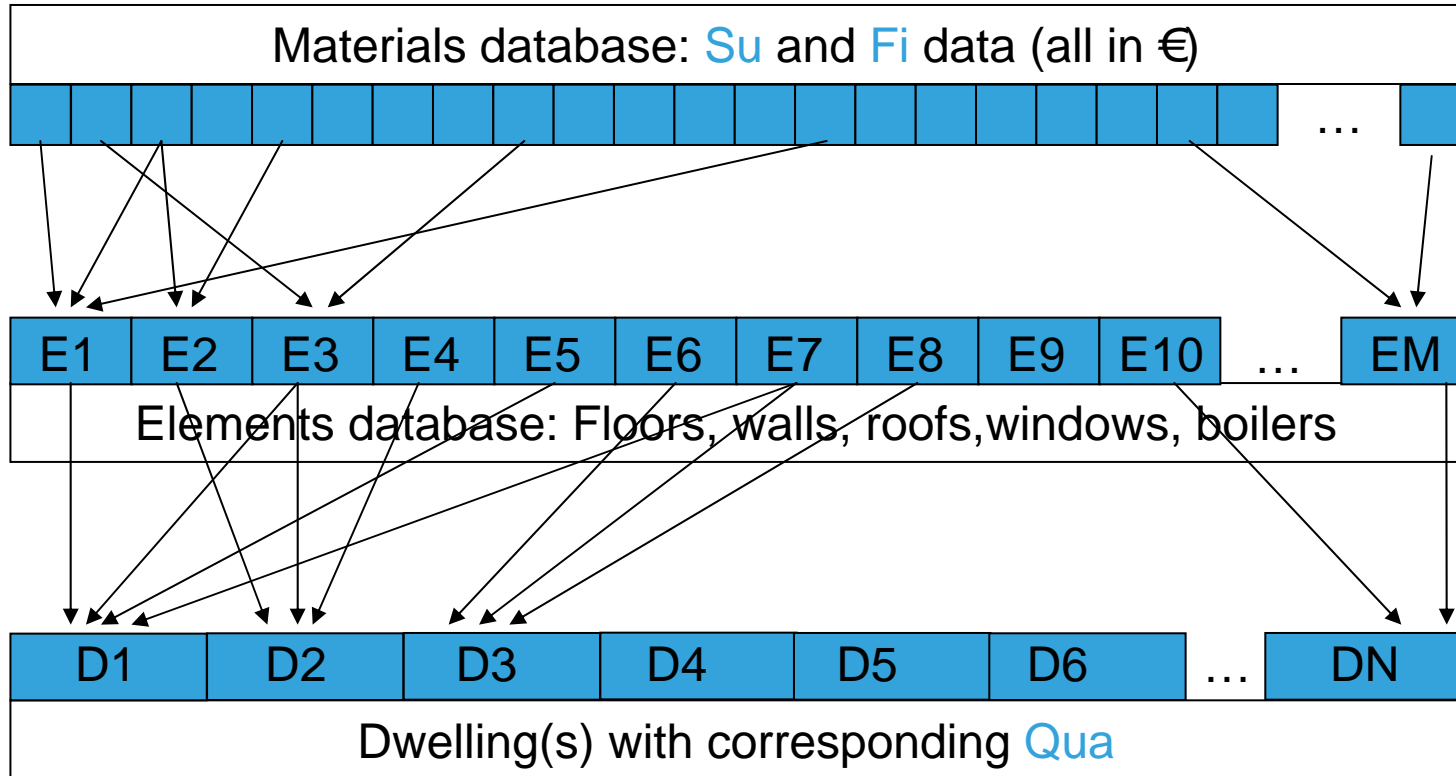 Materials database: Su and Fi data (all in €)
...
E1 E2 E3 E4 E5 E6 E7 E8 E9 E10 ... EM
Elements database: Floors, walls, roofs,windows, boilers
D1 D2 D3 D4 D5 D6 ... DN
Dwelling(s) with corresponding Qua